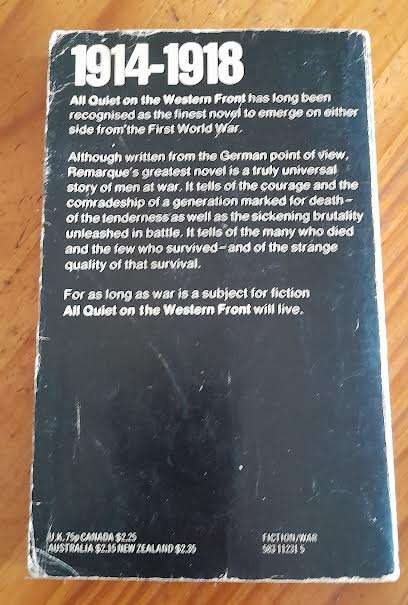 1914-1918
All Quiet on the Western Front has long been
recognised as the finest novel to emerge on either
side from the First World War.
Although written from the German point of view,
Remarque's greatest novel is a truly universal
story of men at war. It tells of the courage and the
comradeship of a generation marked for death–
of the tenderness as well as the sickening brutality
unleashed in battle. It tells of the many who died
and the few who survived–and of the strange
quality of that survival.
For as long as war is a subject for fiction
All Quiet on the Western Front will live.
U.K. 75p CANADA $2.25
AUSTRALIA $2.35 NEW ZEALAND $2.35
FICTION/WAR
583 11231 5